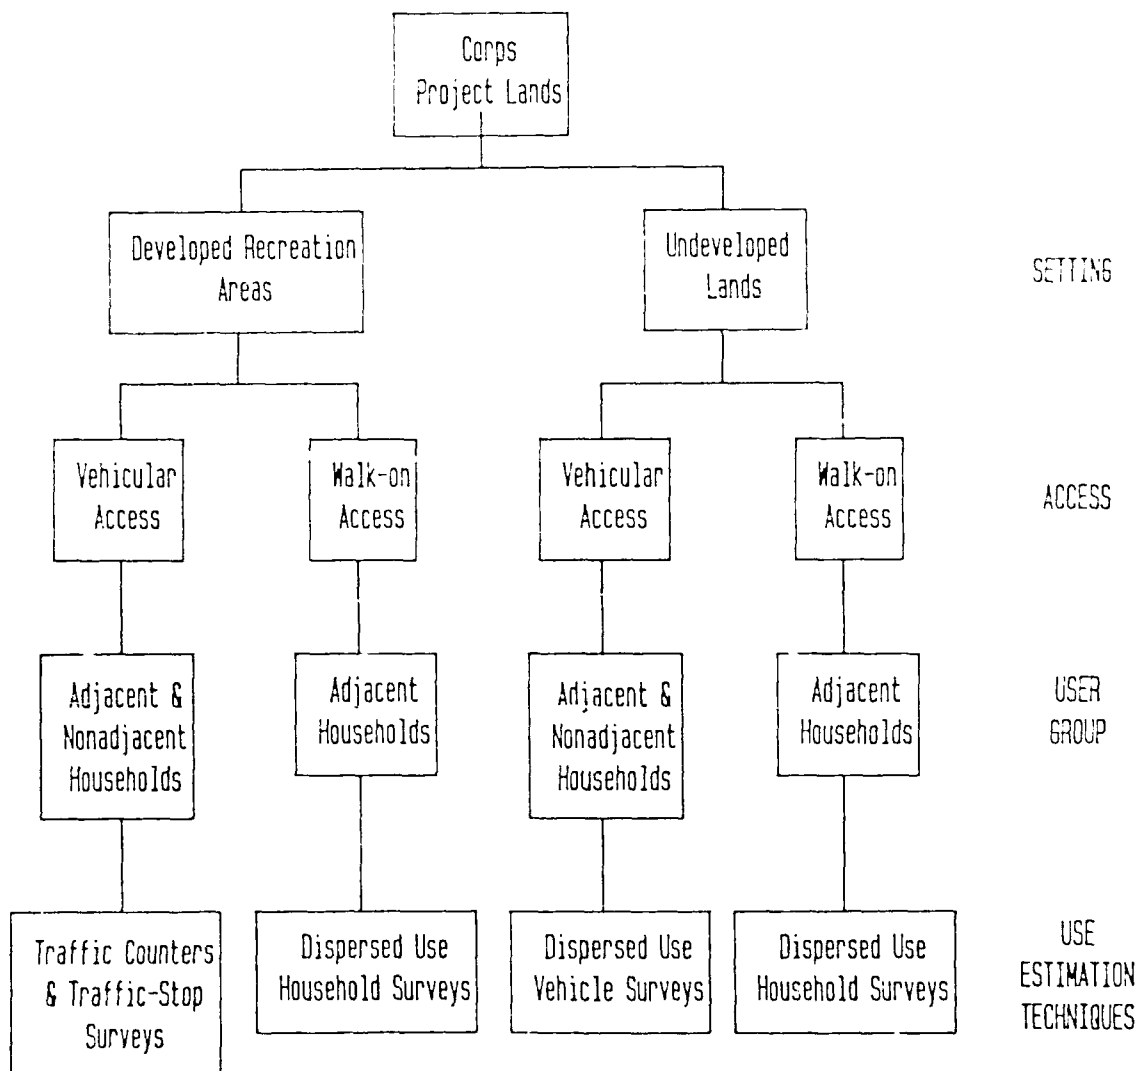 Corps
Project Lands
Developed Recreation
Areas
Undeveloped
Lands
SETTING
Vehicular
Access
Walk-on
Access
Vehicular
Access
Walk-on
Access
ACCESS
Adjacent &
Nonadjacent
Households
Adjacent
Households
Adjacent &
Nonadjacent
Households
Adjacent
Households
USER
GROUP
Traffic Counters
& Traffic-Stop
Surveys
Dispersed Use
Household Surveys
Dispersed Use
Vehicle Surveys
Dispersed Use
Household Surveys
USE
ESTIMATION
TECHNIQUES